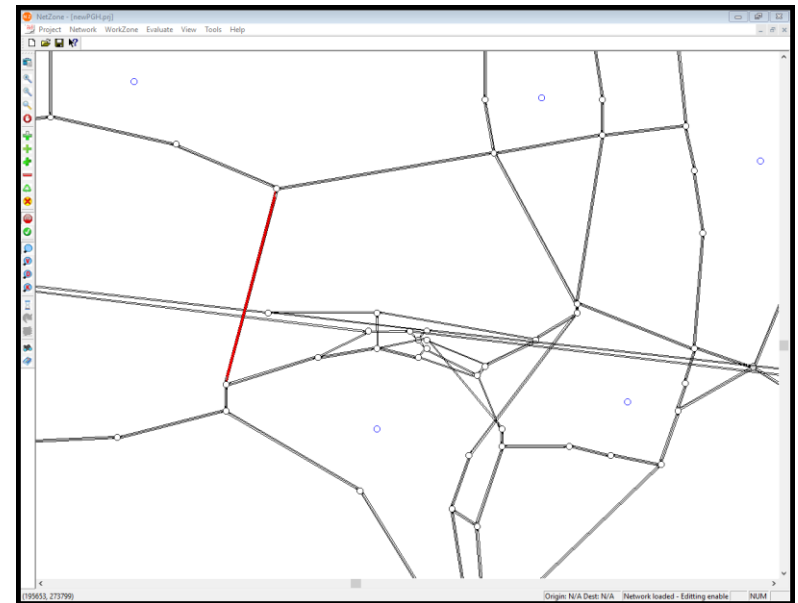 NetZone - [newPGH.prj]
Project Network WorkZone Evaluate View Tools Help
(195653, 273799) Origin: N/A Dest: N/A Network loaded - Editting enable NUM